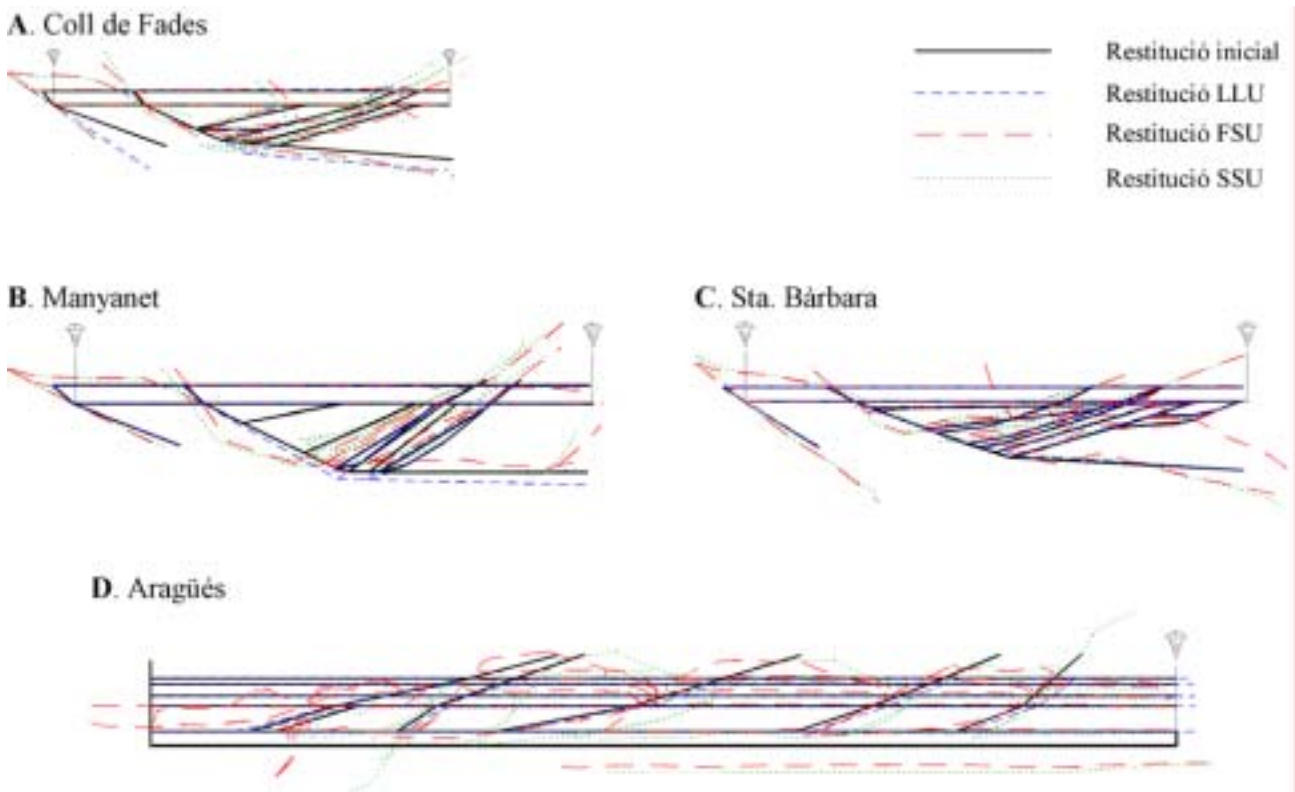 A. Coll de Fades
Restitució inicial
Restitució LLU
Restitució FSU
Restitució SSU
B. Manyanet
C. Sta. Bàrbara
D. Aragüés